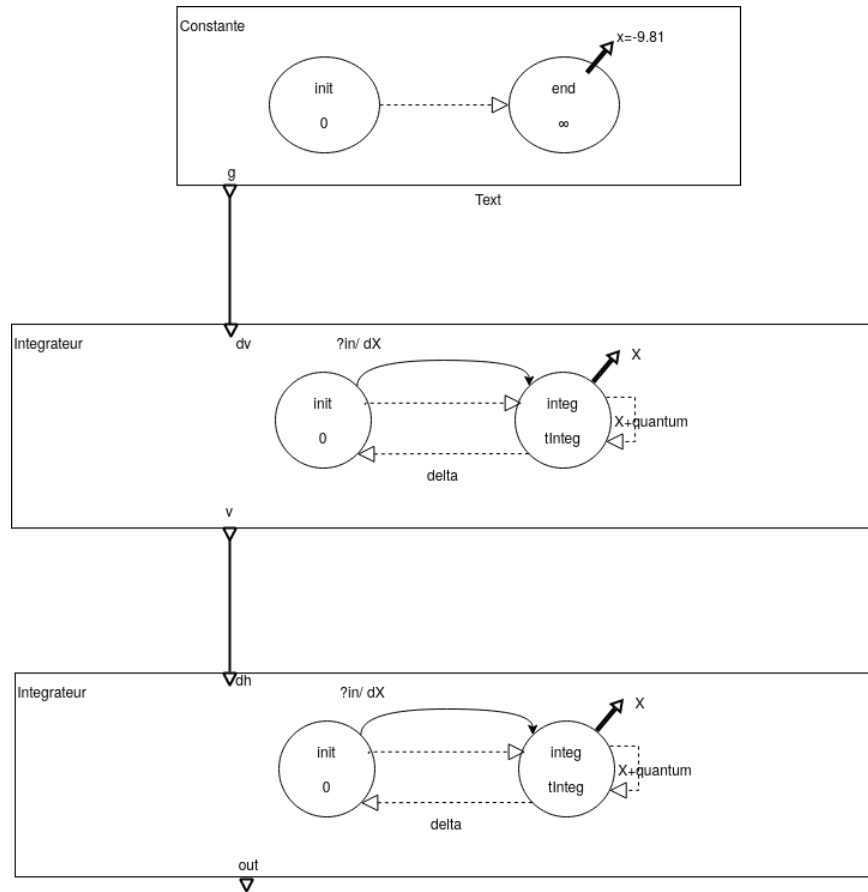 Constante
x=-9.81
init
end
0
∞
g
Text
Integrateur
dv
?in/ dX
X
init
integ
X+quantum
0
tInteg
delta
v
dh
Integrateur
?in/ dX
X
init
integ
X+quantum
0
tInteg
delta
out